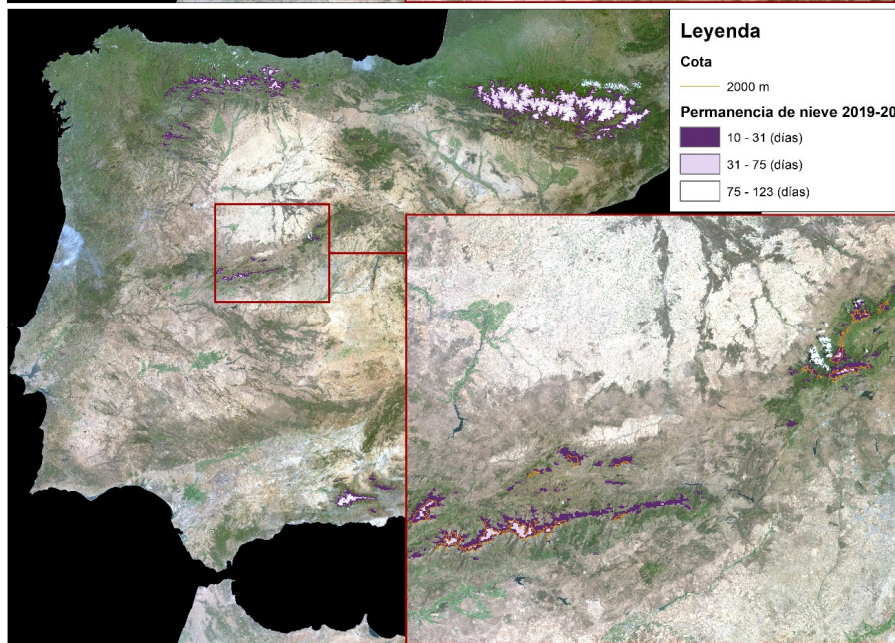 Leyenda
Cota
2000 m
Permanencia de nieve 2019-20
10 - 31 (días)
31 - 75 (días)
75 - 123 (días)